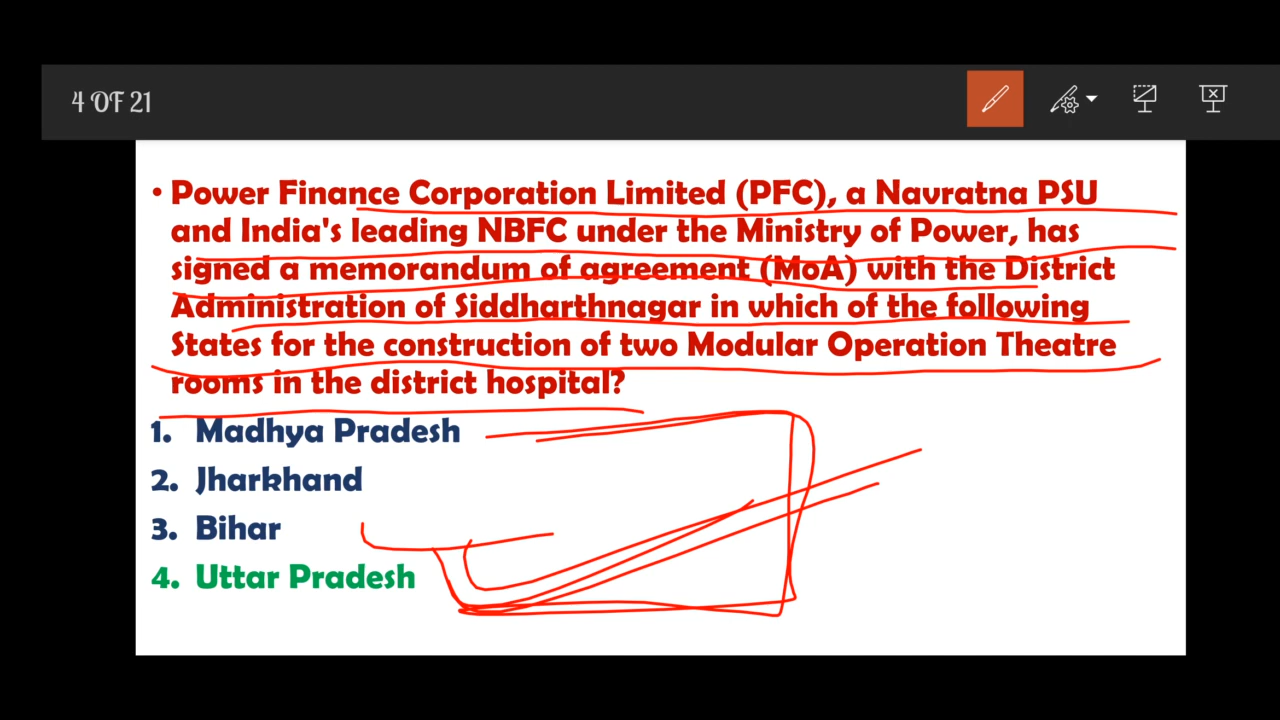 4 OF 21
• Power Finance Corporation Limited (PFC), a Navratna PSU
and India's leading NBFC under the Ministry of Power, has
signed a memorandum of agreement (MoA) with the District
Administration of Siddharthnagar in which of the following
States for the construction of two Modular Operation Theatre
rooms in the district hospital?
1. Madhya Pradesh
2. Jharkhand
3. Bihar
4. Uttar Pradesh